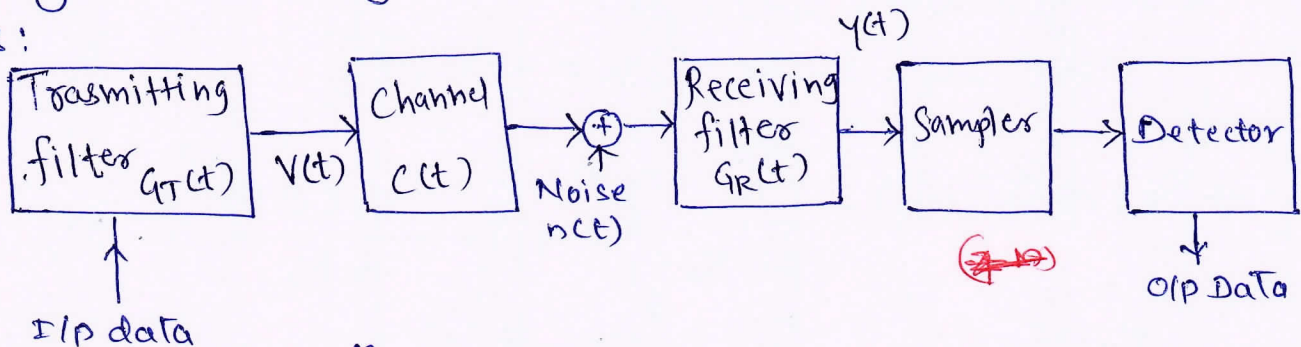 y(t)
Trasmitting
filter GT(t)
V(t)
Channel
C(t)
+
Noise
n(t)
Receiving
filter
GR(t)
Sampler
Detector
I/p data
O/P Data